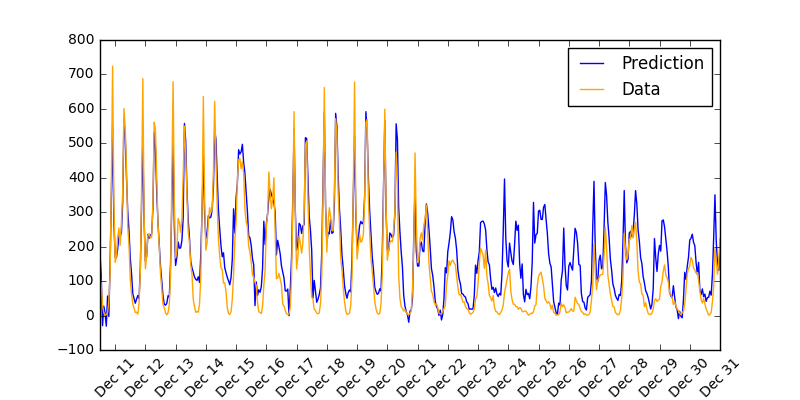 800
700
600
500
400
300
200
100
0
−100
Prediction
Data
Dec 11
Dec 12
Dec 13
Dec 14
Dec 15
Dec 16
Dec 17
Dec 18
Dec 19
Dec 20
Dec 21
Dec 22
Dec 23
Dec 24
Dec 25
Dec 26
Dec 27
Dec 28
Dec 29
Dec 30
Dec 31